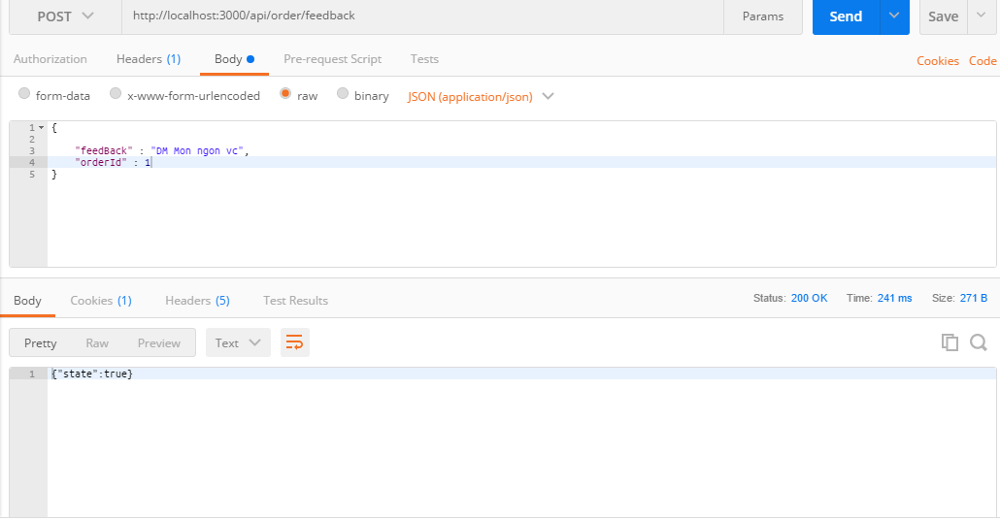 POST http://localhost:3000/api/order/feedback Params Send Save
Authorization Headers (1) Body Pre-request Script Tests Cookies Code
form-data x-www-form-urlencoded raw binary JSON (application/json)
1 {
2
3 "feedBack" : "DM Mon ngon vc",
4 "orderId" : 1
5 }
Body Cookies (1) Headers (5) Test Results Status: 200 OK Time: 241 ms Size: 271 B
Pretty Raw Preview Text
1 {"state":true}